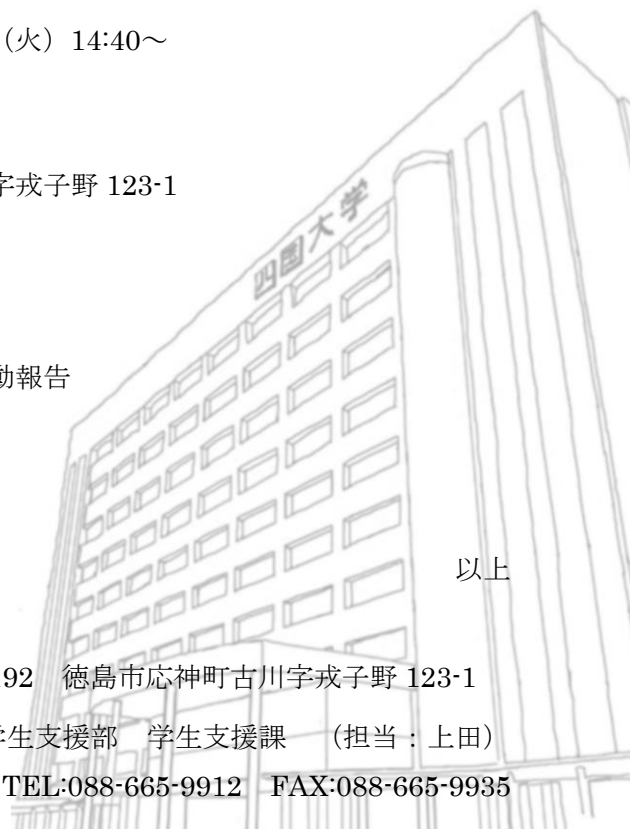 （火）14:40～
字戎子野 123-1
四国大学
動報告
以上
92　徳島市応神町古川字戎子野 123-1
学生支援部　学生支援課　（担当：上田）
TEL:088-665-9912　FAX:088-665-9935